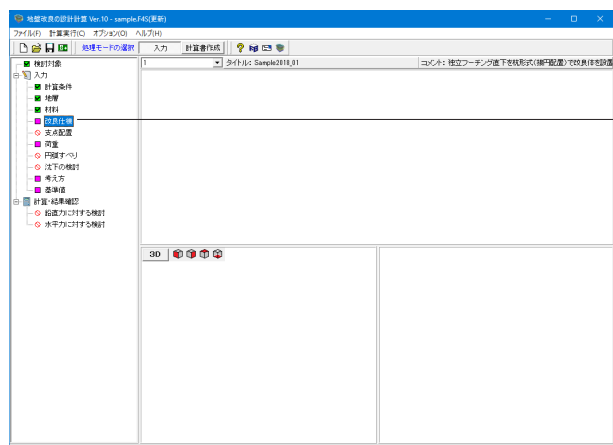 地盤改良の設計計算 Ver.10 - sample.F4S(更新)
ファイル(F) 計算実行(C) オプション(O) ヘルプ(H)
処理モードの選択 入力 計算書作成
検討対象
1 タイトル: Sample2018_01 コメント: 独立フーチング直下を杭形式(楕円配置)で改良体を設置
入力
計算条件
地層
材料
改良仕様
支点配置
荷重
円弧すべり
沈下の検討
考え方
基準値
計算・結果確認
鉛直力に対する検討
水平力に対する検討
3D